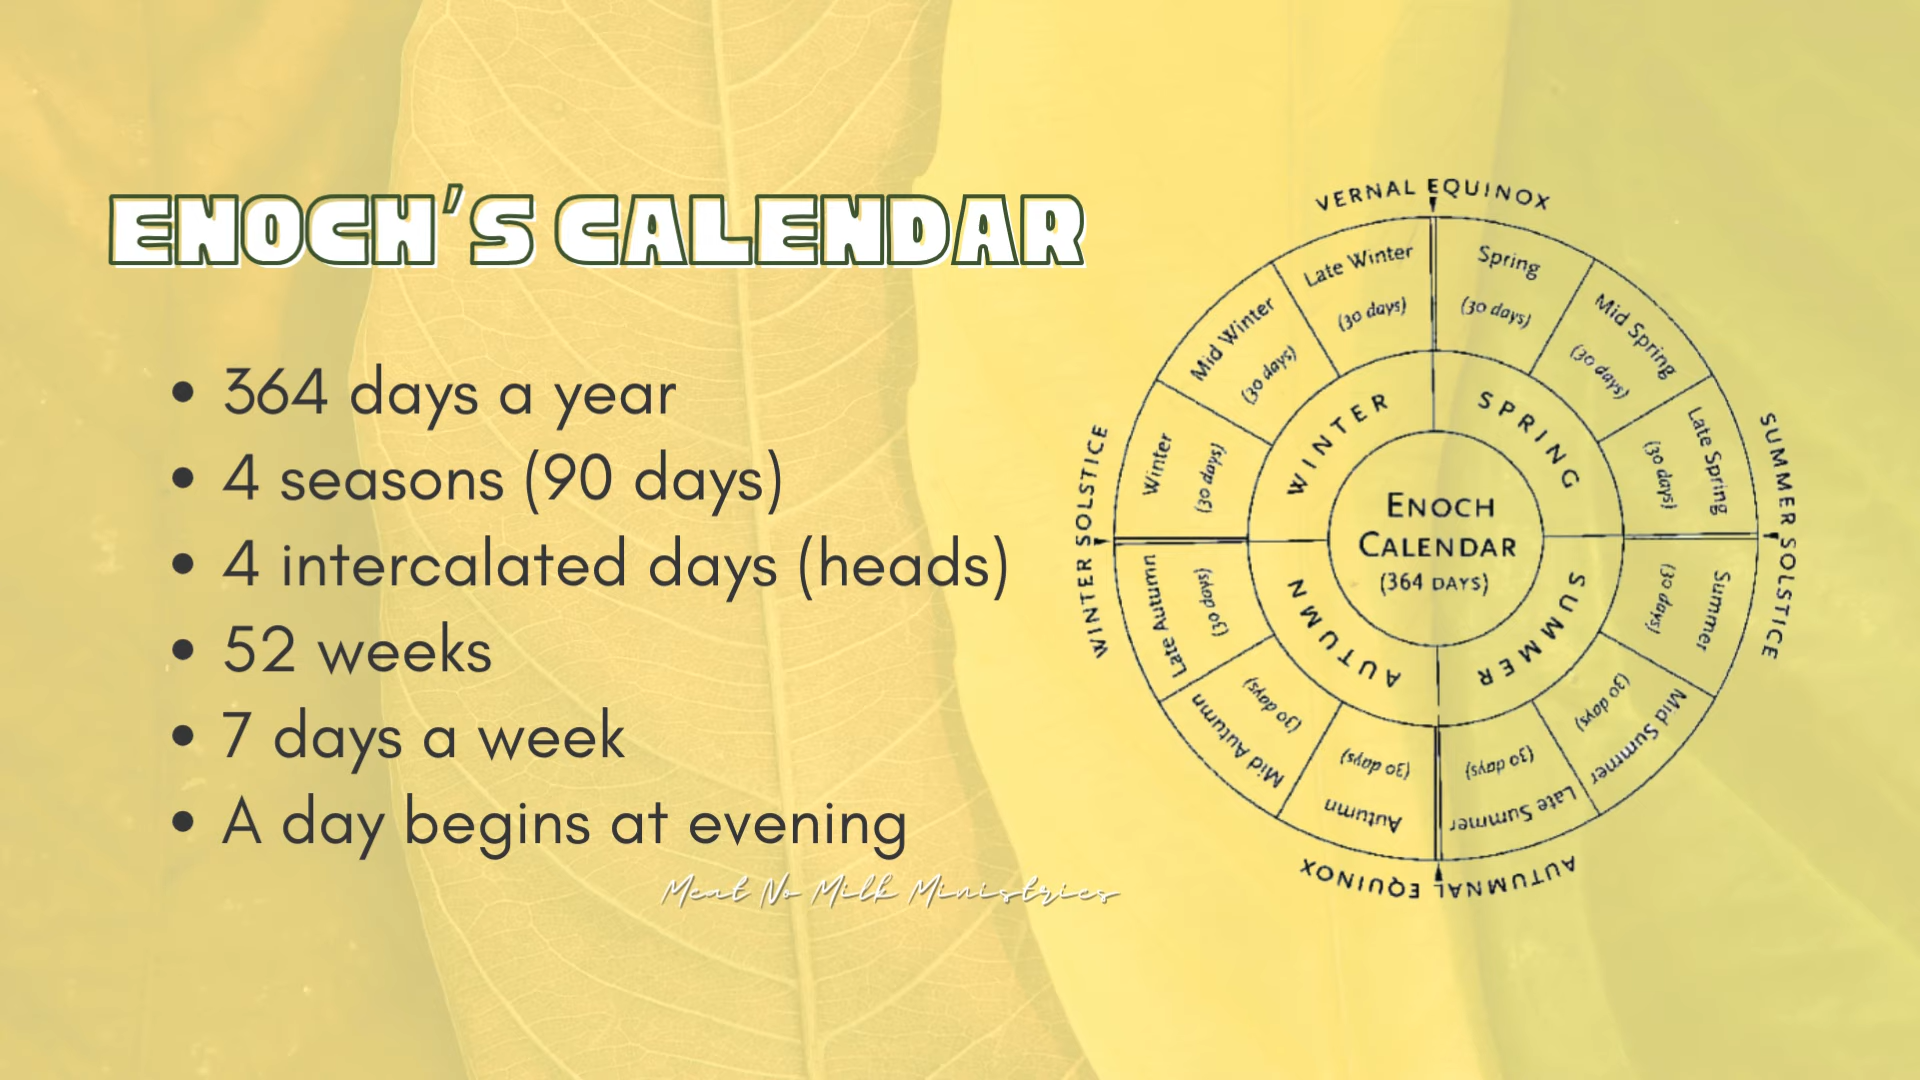 ENOCH'S CALENDAR
• 364 days a year
• 4 seasons (90 days)
• 4 intercalated days (heads)
• 52 weeks
• 7 days a week
• A day begins at evening
Meat No Milk Ministries
VERNAL EQUINOX
SUMMER SOLSTICE
AUTUMNAL EQUINOX
WINTER SOLSTICE
Spring
(30 days)
Mid Spring
(30 days)
Late Spring
(30 days)
Summer
(30 days)
Mid Summer
(30 days)
Late Summer
(30 days)
Autumn
(30 days)
Mid Autumn
(30 days)
Late Autumn
(30 days)
Winter
(30 days)
Mid Winter
(30 days)
Late Winter
(30 days)
SPRING
SUMMER
AUTUMN
WINTER
ENOCH
CALENDAR
(364 DAYS)